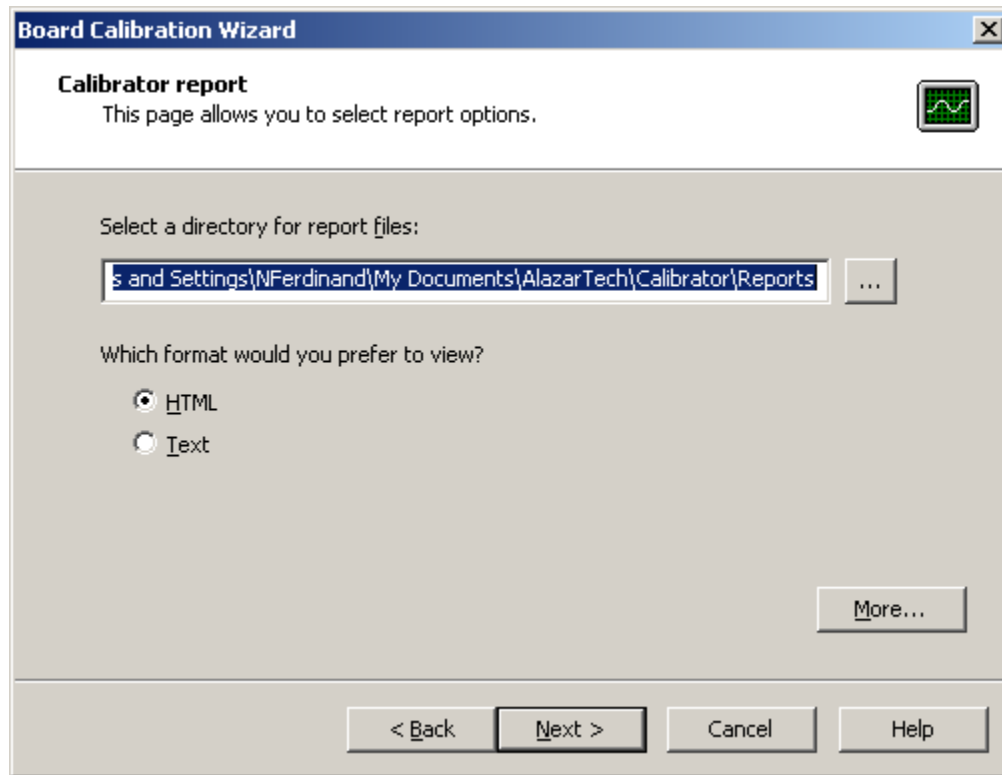 Board Calibration Wizard
Calibrator report
This page allows you to select report options.
Select a directory for report files:
s and Settings\NFerdinand\My Documents\AlazarTech\Calibrator\Reports
...
Which format would you prefer to view?
HTML
Text
More...
< Back
Next >
Cancel
Help